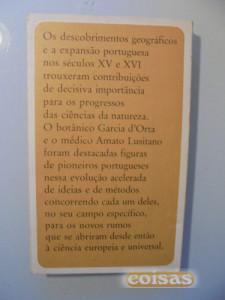 Os descobrimentos geográficos
e a expansão portuguesa
nos séculos XV e XVI
trouxeram contribuições
de decisiva importância
para os progressos
das ciências da natureza.
O botânico Garcia d'Orta
e o médico Amato Lusitano
foram destacadas figuras
de pioneiros portugueses
nessa evolução acelerada
de ideias e de métodos
concorrendo cada um deles,
no seu campo específico,
para os novos rumos
que se abriram desde então
à ciência europeia e universal.
coisas